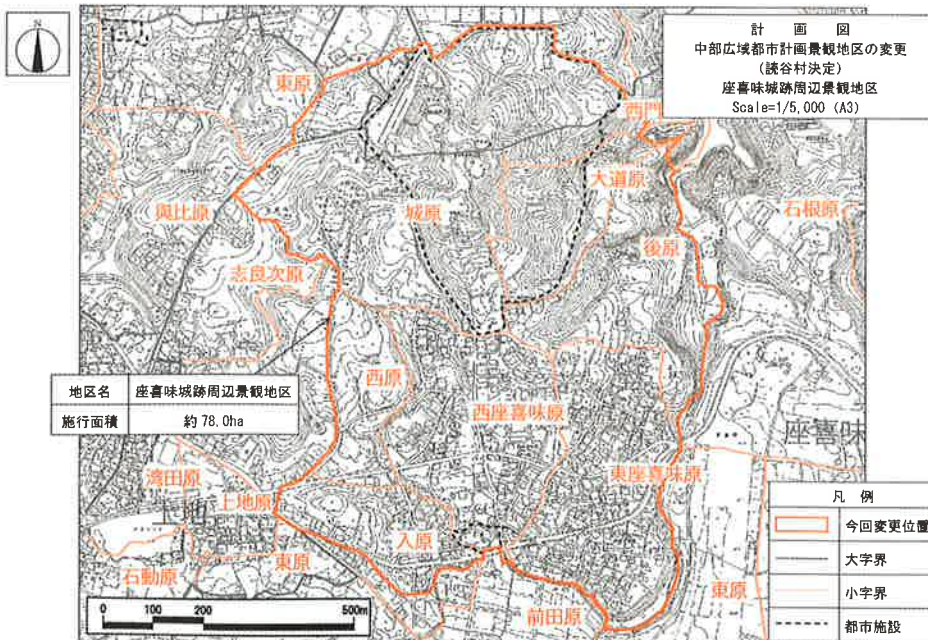 計画図
中部広域都市計画景観地区の変更
(読谷村決定)
座喜味城跡周辺景観地区
Scale=1/5,000 (A3)
東原
西門
大道原
石根原
與比原
城原
後原
志良次原
地区名 座喜味城跡周辺景観地区
施行面積 約78.0ha
西原
西座喜味原
座喜味
東座喜味原
湾田原
上地原
上地
入原
石動原
東原
前田原
東原
凡例
今回変更位置
大字界
小字界
都市施設
0 100 200 500m